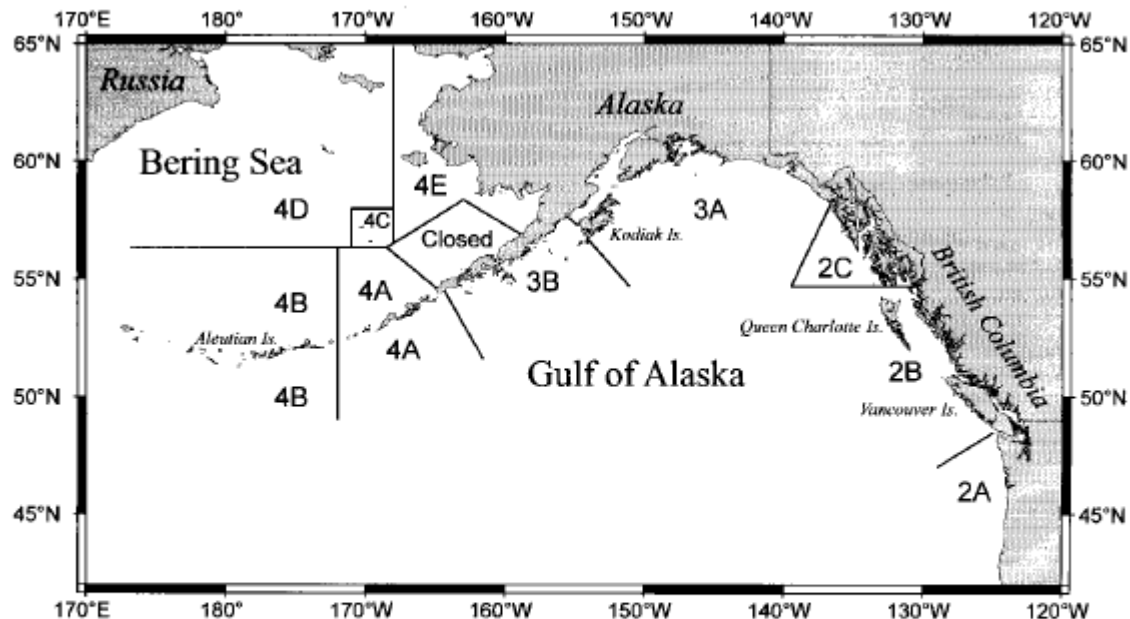 170°E 180° 170°W 160°W 150°W 140°W 130°W 120°W
65°N 65°N
Russia
Alaska
60°N 60°N
Bering Sea
4E
4D
4C
3A
Closed
Kodiak Is.
55°N 55°N
4B
4A
3B
2C
British Columbia
Queen Charlotte Is.
Aleutian Is.
4A
Gulf of Alaska
2B
50°N 50°N
4B
Vancouver Is.
2A
45°N 45°N
170°E 180° 170°W 160°W 150°W 140°W 130°W 120°W